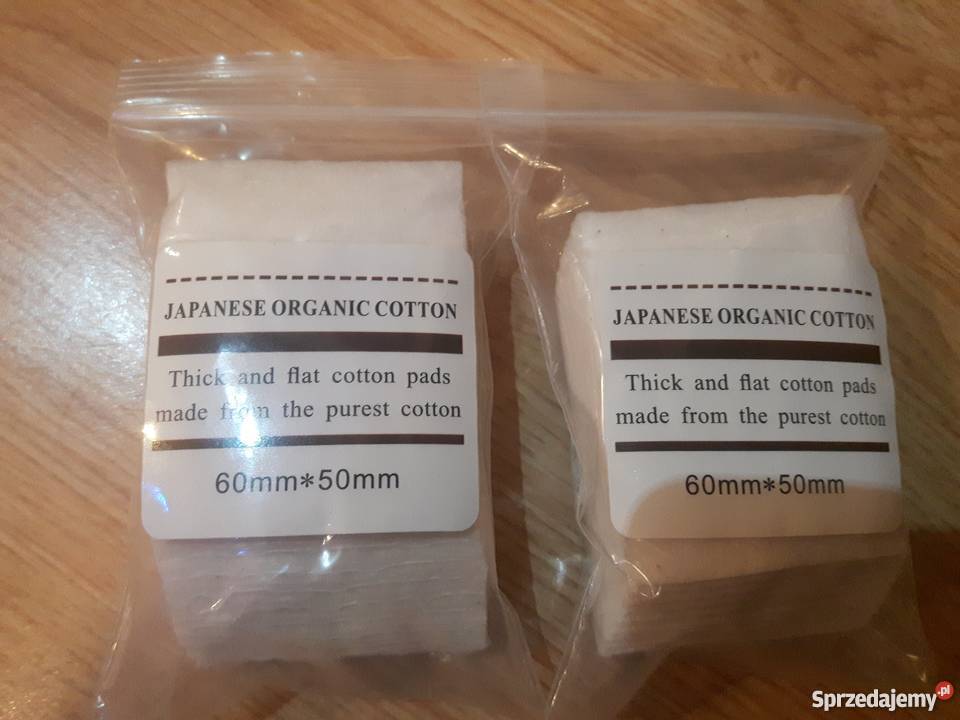 JAPANESE ORGANIC COTTON
Thick and flat cotton pads
made from the purest cotton
60mm*50mm
JAPANESE ORGANIC COTTON
Thick and flat cotton pads
made from the purest cotton
60mm*50mm
Sprzedajemy.pl